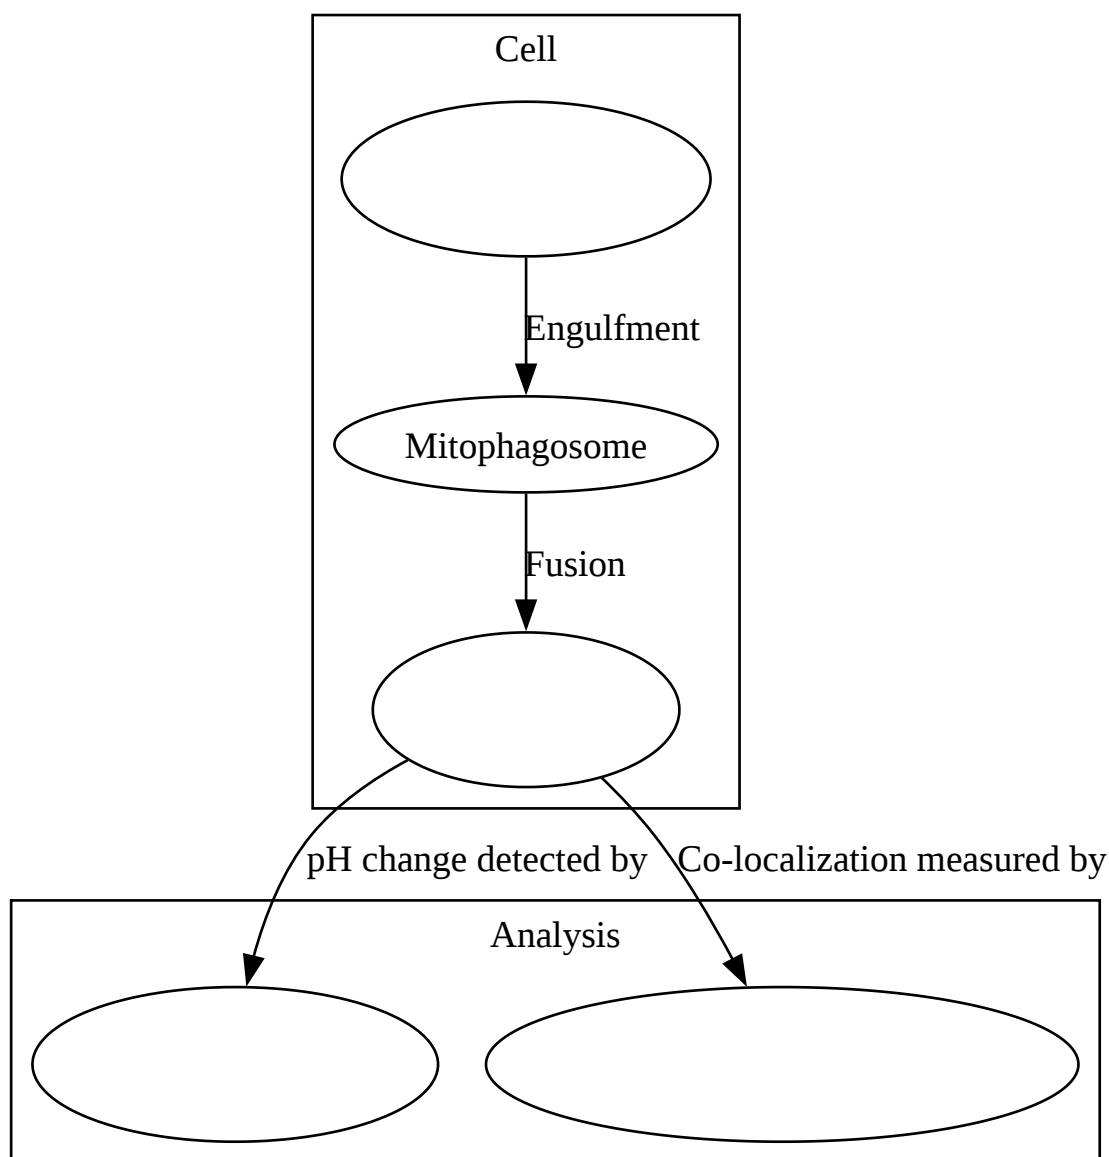 Cell
Engulfment
Mitophagosome
Fusion
pH change detected by
Co-localization measured by
Analysis